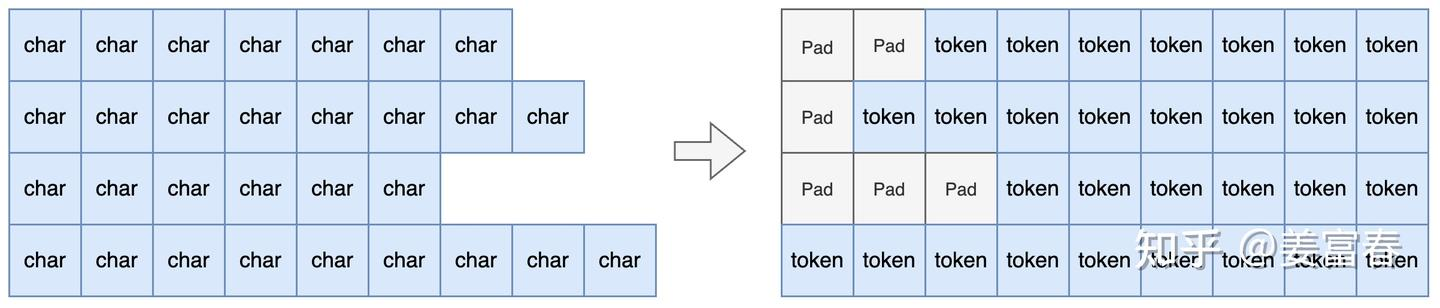 char char char char char char char Pad Pad token token token token token token token
char char char char char char char char Pad token token token token token token token token
char char char char char char Pad Pad Pad token token token token token token
char char char char char char char char char token token token token token token token token token
知乎 @姜富春